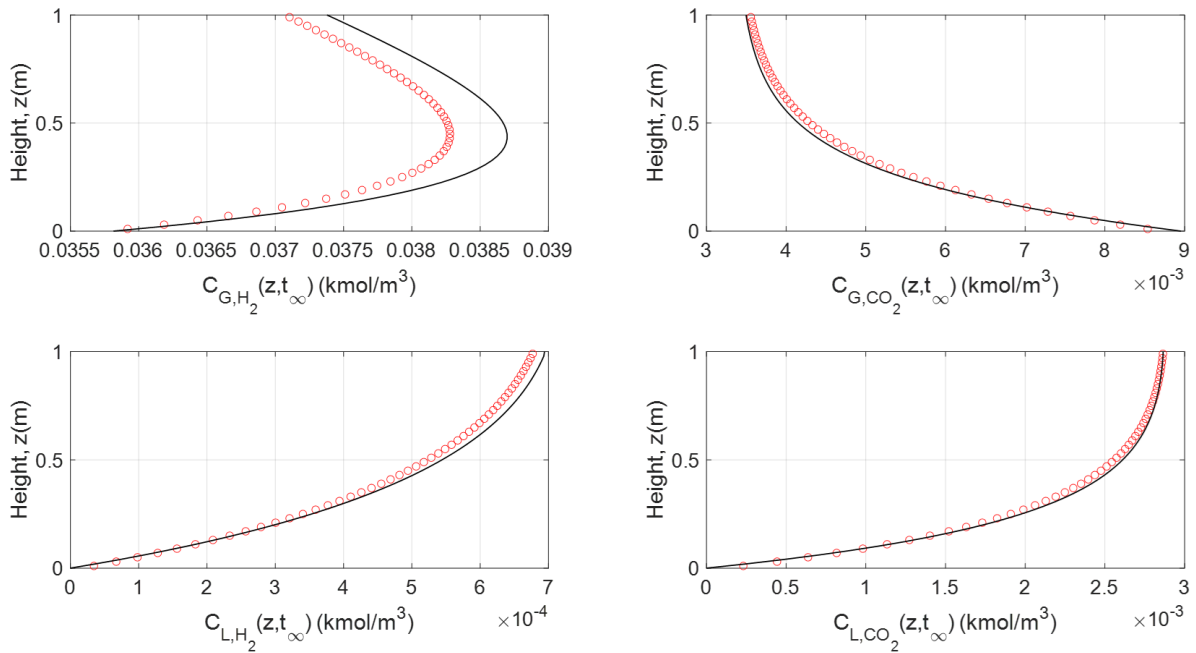 1
0.5
0
Height, z(m)
0.0355 0.036 0.0365 0.037 0.0375 0.038 0.0385 0.039
C_{G,H_2}(z,t_∞) (kmol/m^3)
1
0.5
0
Height, z(m)
3 4 5 6 7 8 9
×10^{-3}
C_{G,CO_2}(z,t_∞) (kmol/m^3)
1
0.5
0
Height, z(m)
0 1 2 3 4 5 6 7
×10^{-4}
C_{L,H_2}(z,t_∞) (kmol/m^3)
1
0.5
0
Height, z(m)
0 0.5 1 1.5 2 2.5 3
×10^{-3}
C_{L,CO_2}(z,t_∞) (kmol/m^3)